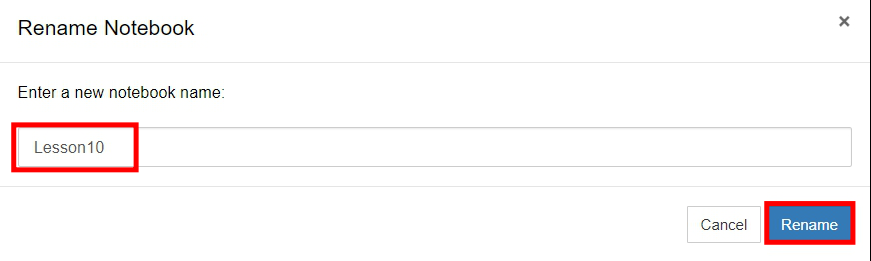 Rename Notebook ×
Enter a new notebook name:
Lesson10
Cancel Rename